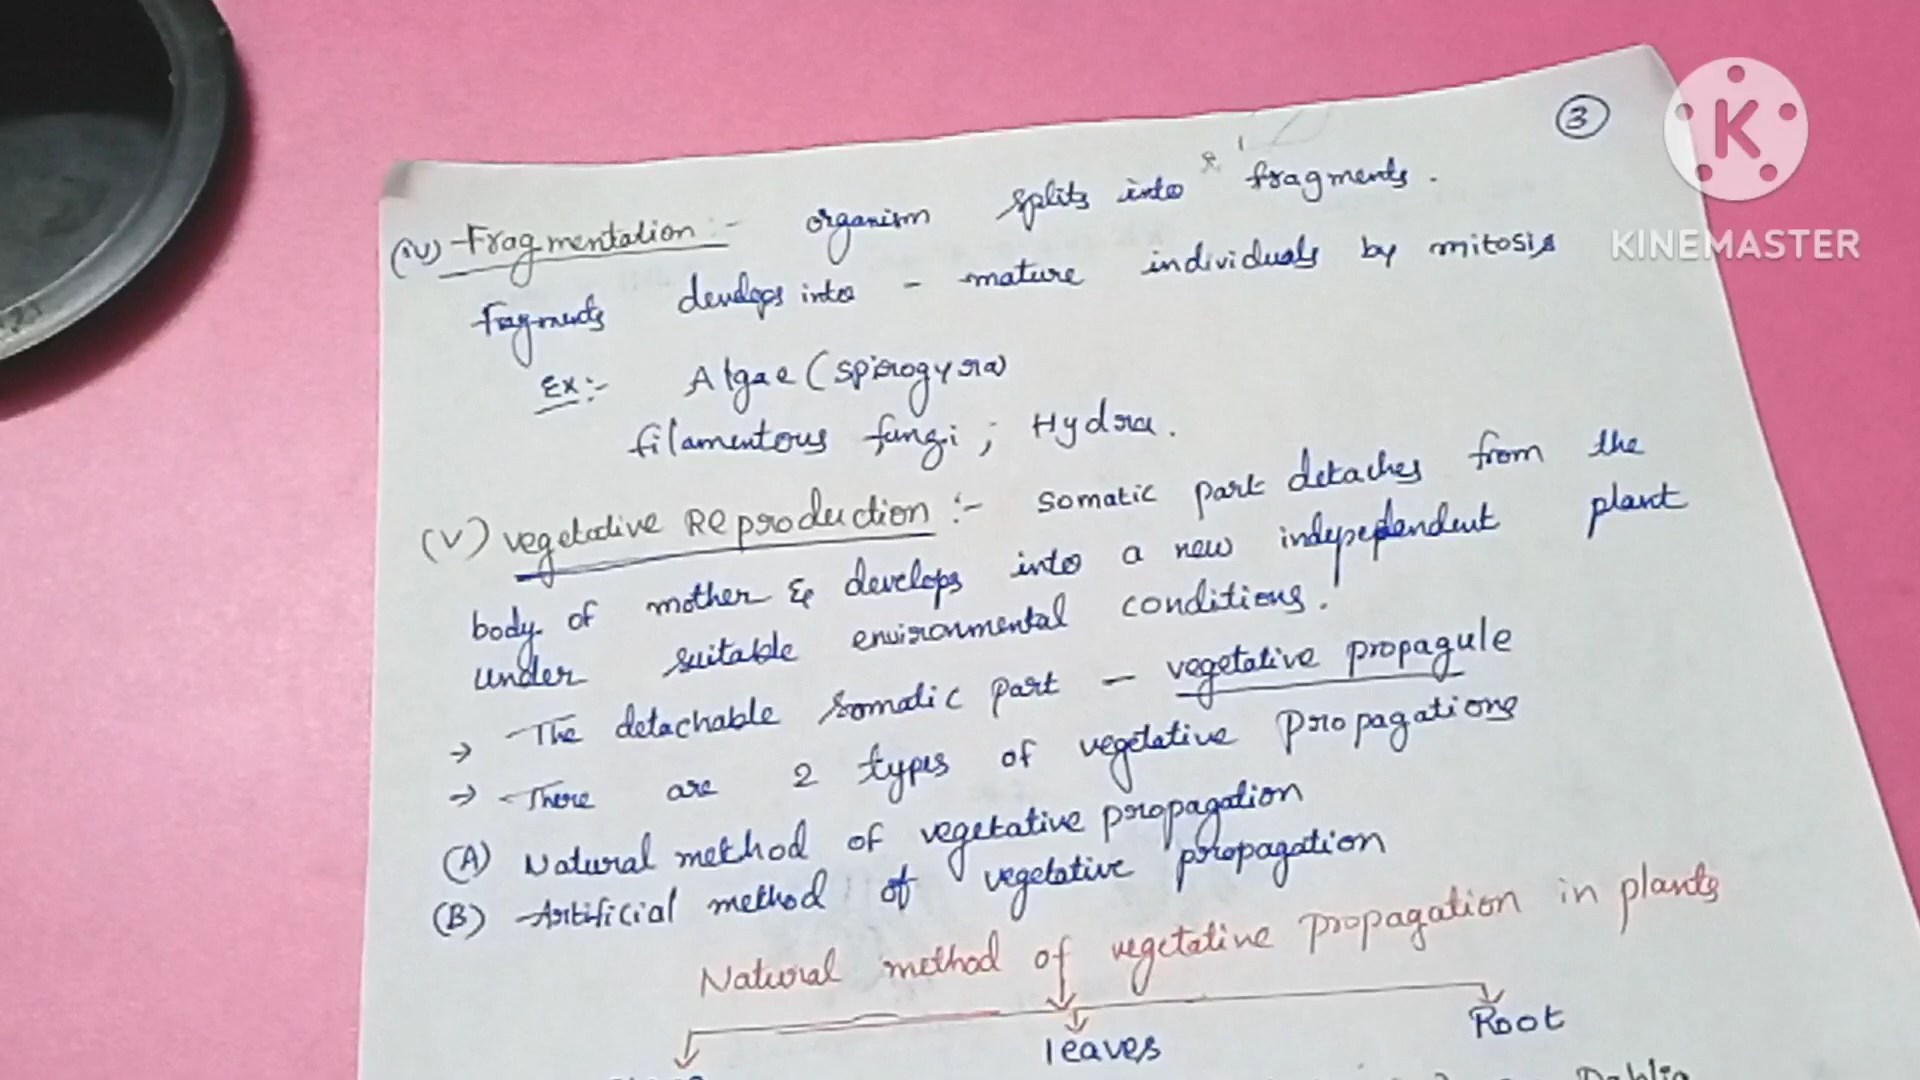 3
K
KINEMASTER
(IV) Fragmentation :- organism splits into fragments.
fragments develops into - mature individuals by mitosis
Ex:- Algae (spirogyra)
filamentous fungi ; Hydra.
(V) vegetative Reproduction :- somatic part detaches from the
body of mother & develops into a new indepependent plant
under suitable environmental conditions.
→ The detachable somatic part - vegetative propagule
→ There are 2 types of vegetative Propagations
(A) Natural method of vegetative propagation
(B) Artificial method of vegetative propagation
Natural method of vegetative propagation in plants
leaves
Root
Dahlia